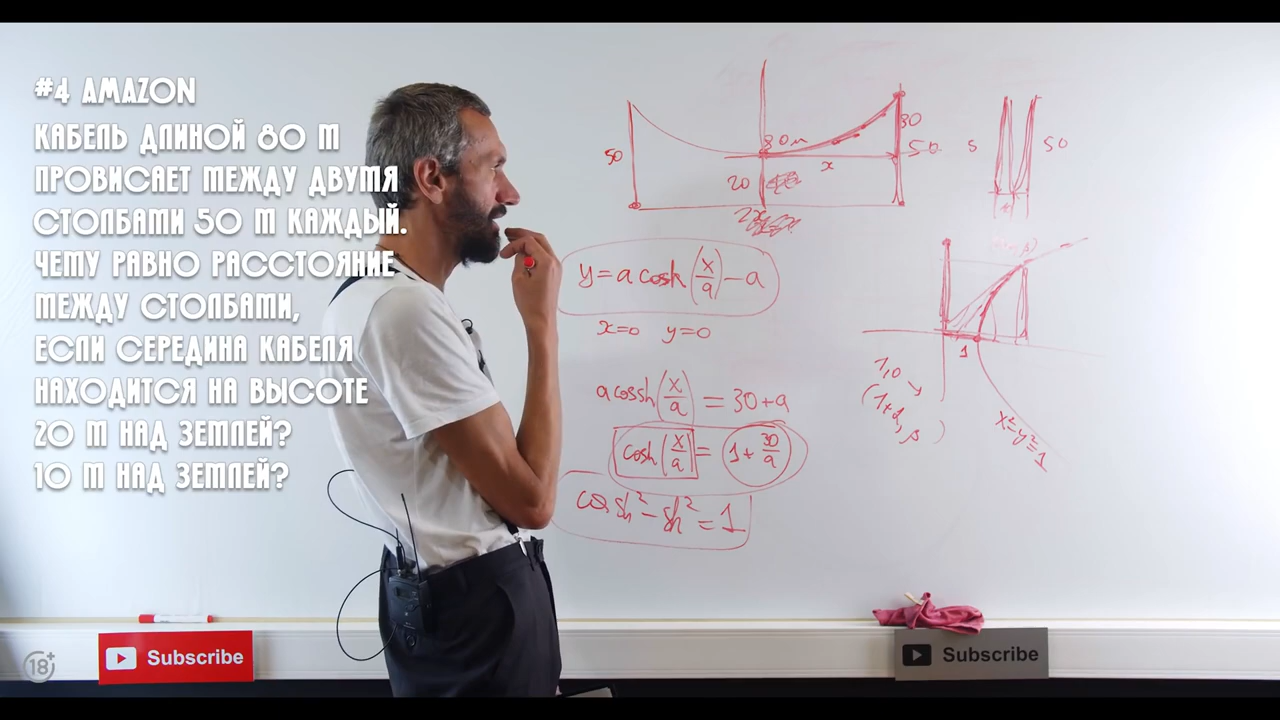 #4 AMAZON
КАБЕЛЬ ДЛИНОЙ 80 М
ПРОВИСАЕТ МЕЖДУ ДВУМЯ
СТОЛБАМИ 50 М КАЖДЫЙ.
ЧЕМУ РАВНО РАССТОЯНИЕ
МЕЖДУ СТОЛБАМИ,
ЕСЛИ СЕРЕДИНА КАБЕЛЯ
НАХОДИТСЯ НА ВЫСОТЕ
20 М НАД ЗЕМЛЕЙ?
10 М НАД ЗЕМЛЕЙ?
50
30
x
50
20
50
y = a cosh(x/a) - a
x=0 y=0
a cosh(x/a) = 30+a
cosh(x/a) = 1+30/a
cosh² - sh² = 1
1
1,0
x²-y²=1
18+
Subscribe
Subscribe